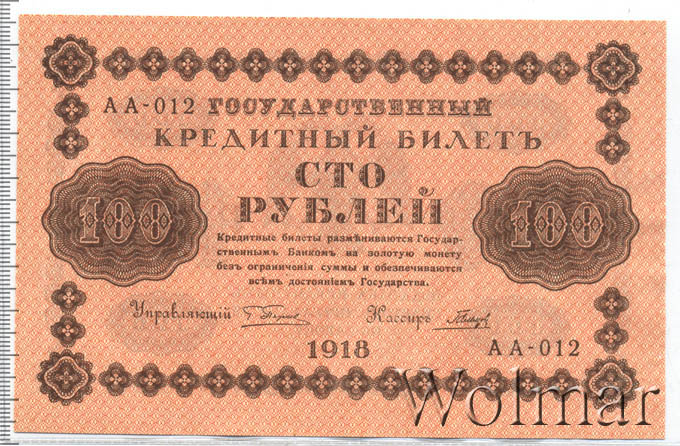 АА-012 ГОСУДАРСТВЕННЫЙ
КРЕДИТНЫЙ БИЛЕТЪ
СТО
РУБЛЕЙ
100
100
Кредитные билеты размѣниваются Государ-
ственнымъ Банкомъ на золотую монету
безъ ограниченія суммы и обезпечиваются
всѣмъ достояніемъ Государства.
Управляющій
Кассиръ
1918
АА-012
Wolmar